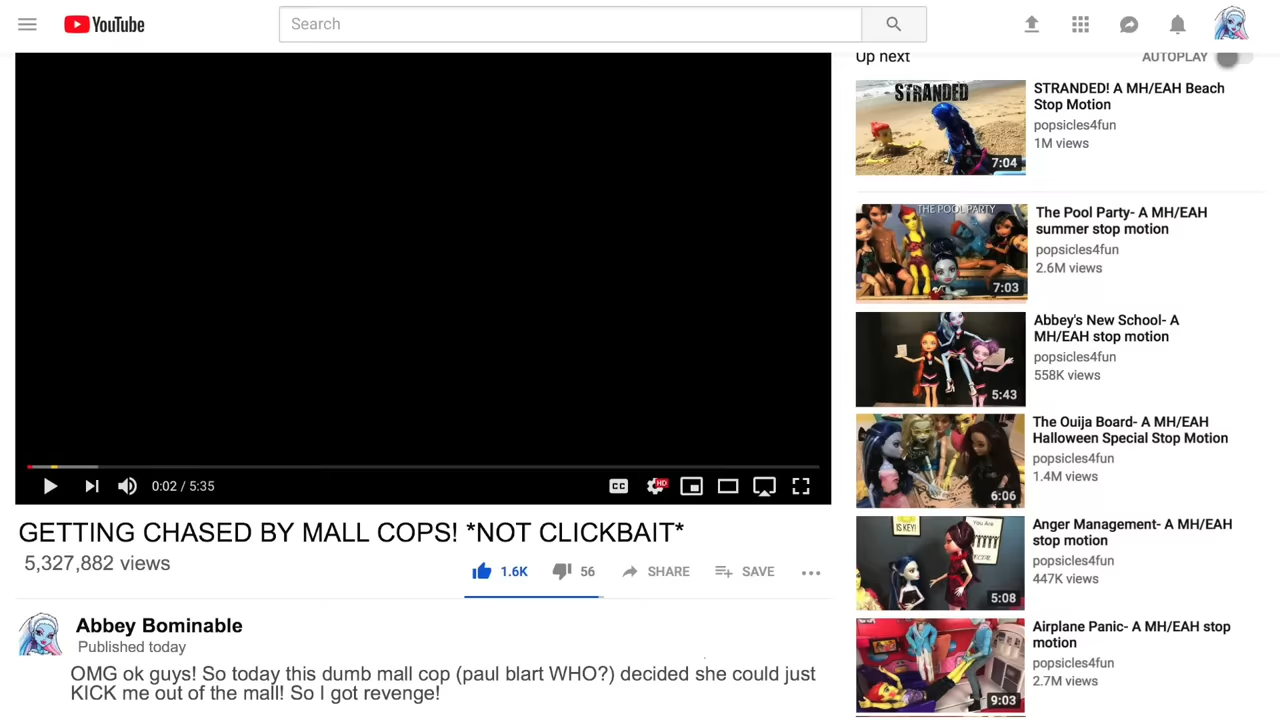 YouTube
Search
0:02 / 5:35
CC
HD
GETTING CHASED BY MALL COPS! *NOT CLICKBAIT*
5,327,882 views
1.6K
56
SHARE
SAVE
Abbey Bominable
Published today
OMG ok guys! So today this dumb mall cop (paul blart WHO?) decided she could just
KICK me out of the mall! So I got revenge!
Up next
AUTOPLAY
STRANDED
7:04
STRANDED! A MH/EAH Beach
Stop Motion
popsicles4fun
1M views
THE POOL PARTY
7:03
The Pool Party- A MH/EAH
summer stop motion
popsicles4fun
2.6M views
5:43
Abbey's New School- A
MH/EAH stop motion
popsicles4fun
558K views
6:06
The Ouija Board- A MH/EAH
Halloween Special Stop Motion
popsicles4fun
1.4M views
IS KEY!
You Are
5:08
Anger Management- A MH/EAH
stop motion
popsicles4fun
447K views
9:03
Airplane Panic- A MH/EAH stop
motion
popsicles4fun
2.7M views